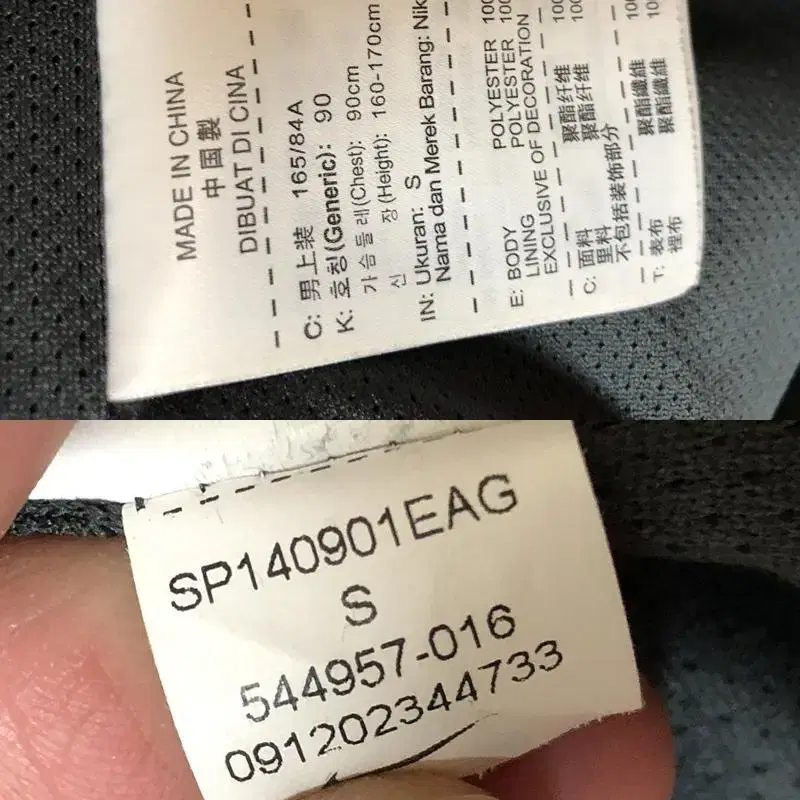 MADE IN CHINA
中国製
DIBUAT DI CINA
C: 男上装 165/84A
K: 호칭(Generic): 90
가슴둘레(Chest): 90cm
신 장(Height): 160-170cm
IN: Ukuran: S
Nama dan Merek Barang: Nik
E: BODY POLYESTER 100
LINING POLYESTER 100
EXCLUSIVE OF DECORATION
C: 面料 聚酯纤维 100
里料 聚酯纤维 100
不包括装饰部分
T: 表布 聚酯纖維 100
裡布 聚酯纖維 100
SP140901EAG
S
544957-016
091202344733